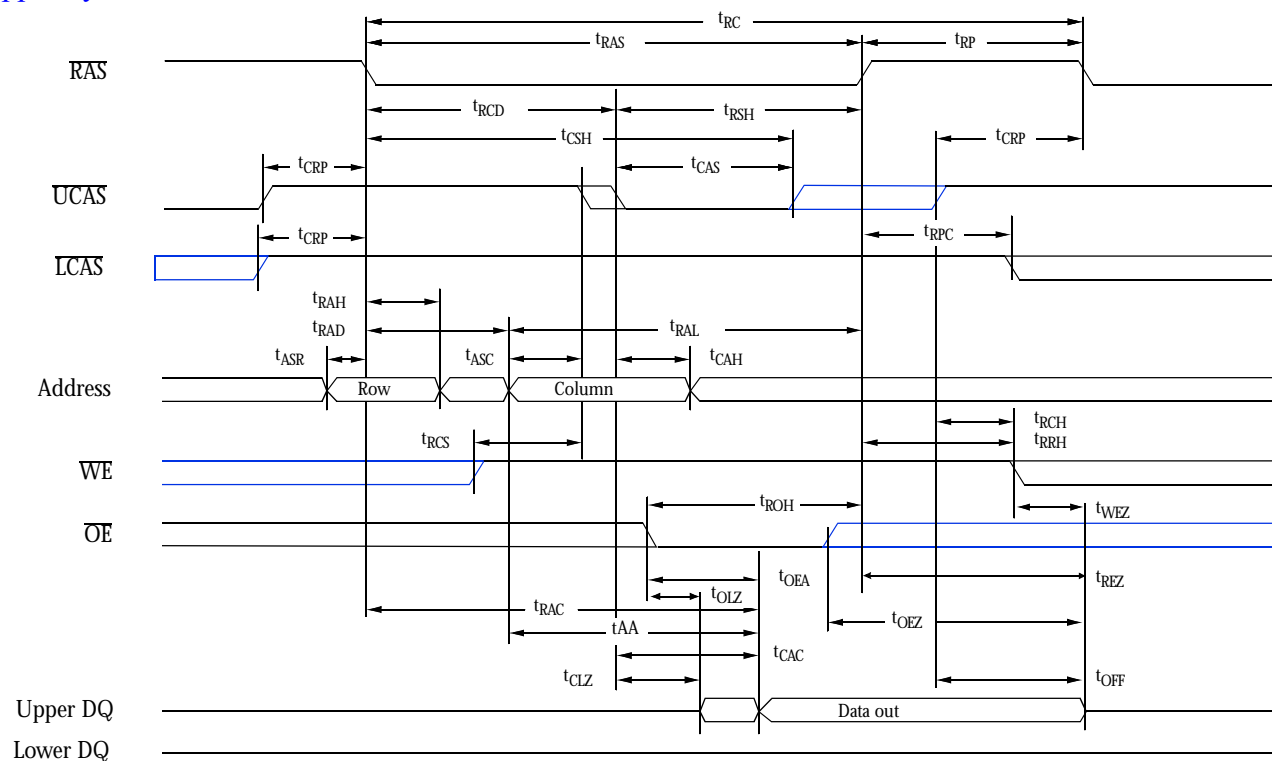 tRC
tRAS tRP
RAS
tRCD tRSH
tCSH tCRP
tCRP tCAS
UCAS
tCRP tRPC
LCAS
tRAH
tRAD tRAL
tASR tASC tCAH
Address Row Column
tRCS tRCH
tRRH
WE
tROH tWEZ
OE
tOEA tREZ
tOLZ
tRAC
tOEZ
tAA
tCAC
tCLZ tOFF
Upper DQ Data out
Lower DQ